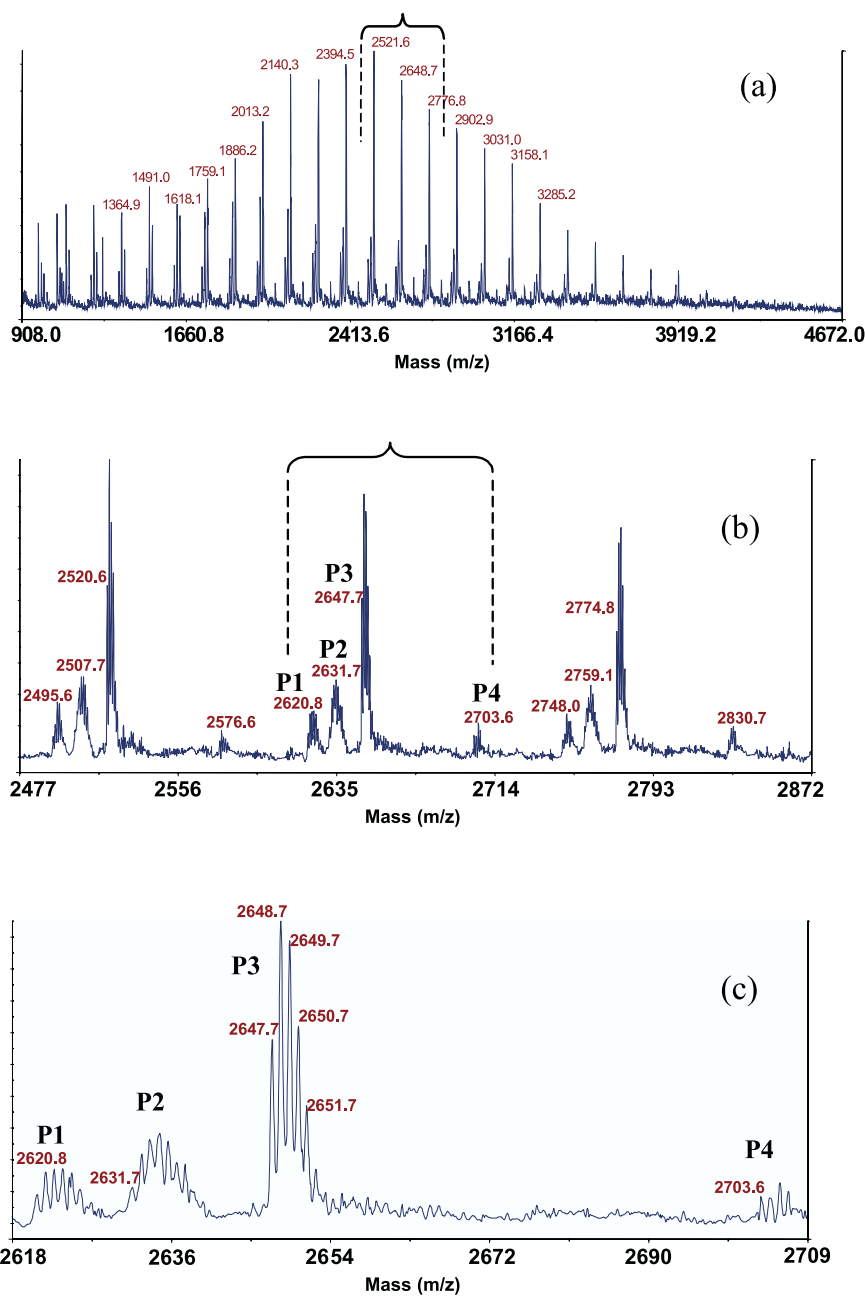 2521.6
2394.5
2648.7
2140.3
2776.8
(a)
2902.9
2013.2
3031.0
3158.1
1886.2
1759.1
1491.0
1618.1
1364.9
3285.2
908.0 1660.8 2413.6 3166.4 3919.2 4672.0
Mass (m/z)
(b)
P3
2520.6
2647.7
2774.8
P2
2631.7
P1
2620.8
P4
2703.6
2507.7
2495.6
2576.6
2759.1
2748.0
2830.7
2477 2556 2635 2714 2793 2872
Mass (m/z)
2648.7
2649.7
P3
(c)
2650.7
2647.7
2651.7
P2
P1
2620.8
2631.7
P4
2703.6
2618 2636 2654 2672 2690 2709
Mass (m/z)